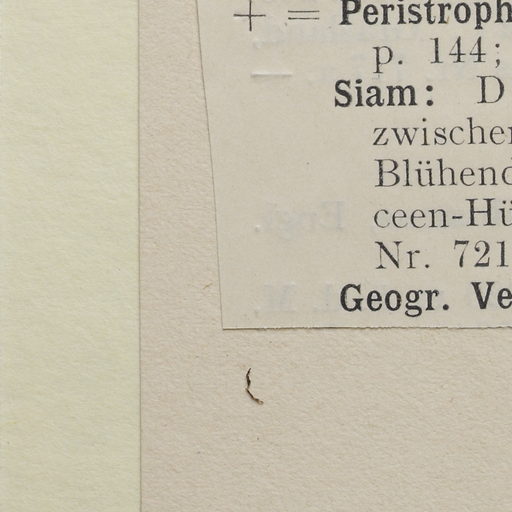 + = Peristroph
p. 144;
Siam: D
zwischen
Blühend
ceen-Hü
Nr. 721
Geogr. Ve